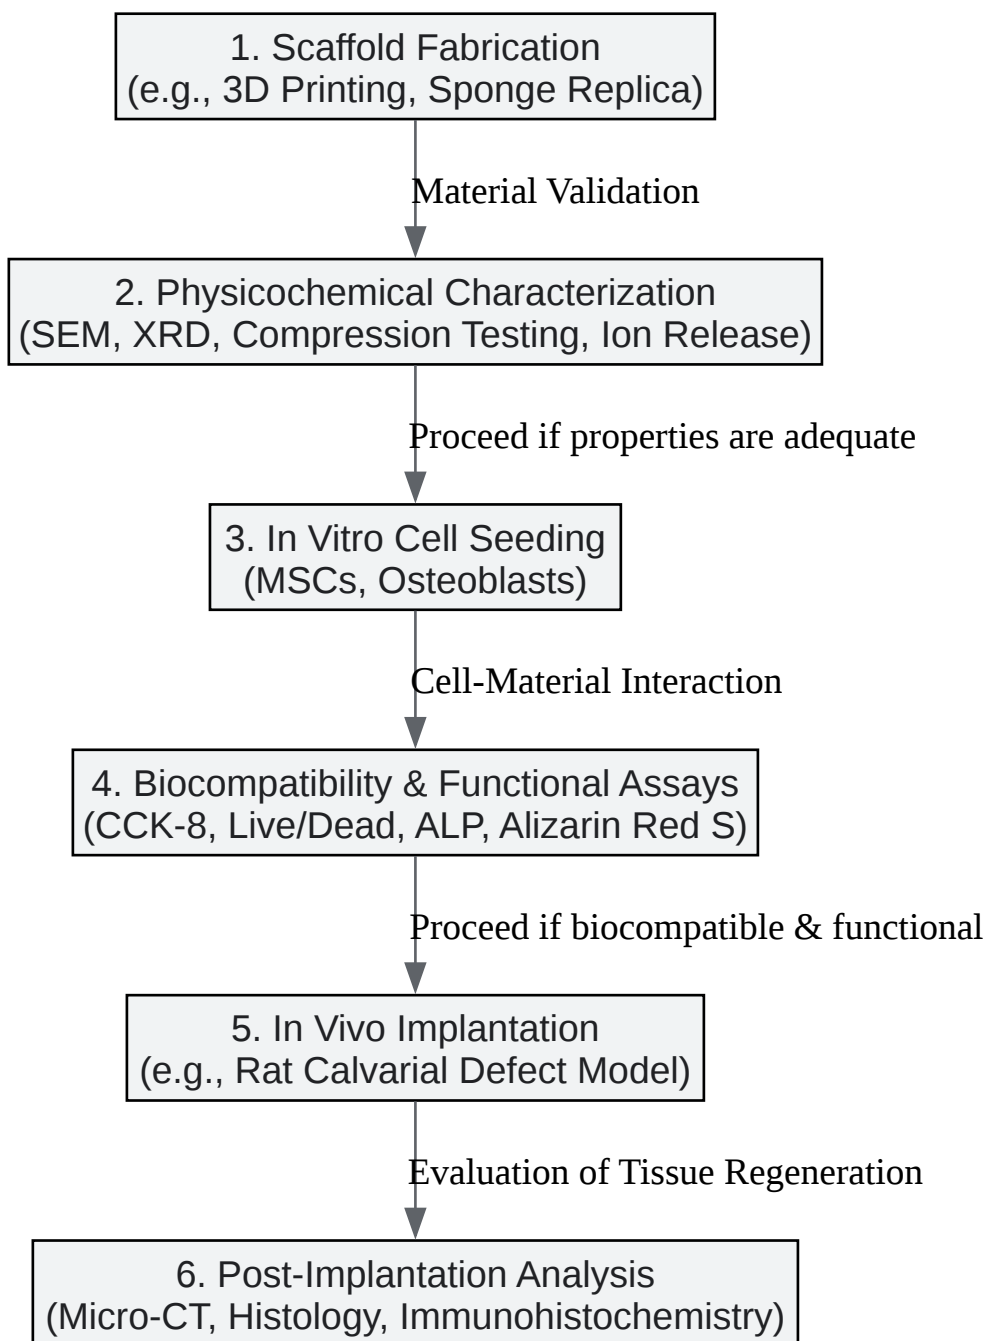 1. Scaffold Fabrication
(e.g., 3D Printing, Sponge Replica)
Material Validation
2. Physicochemical Characterization
(SEM, XRD, Compression Testing, Ion Release)
Proceed if properties are adequate
3. In Vitro Cell Seeding
(MSCs, Osteoblasts)
Cell-Material Interaction
4. Biocompatibility & Functional Assays
(CCK-8, Live/Dead, ALP, Alizarin Red S)
Proceed if biocompatible & functional
5. In Vivo Implantation
(e.g., Rat Calvarial Defect Model)
Evaluation of Tissue Regeneration
6. Post-Implantation Analysis
(Micro-CT, Histology, Immunohistochemistry)